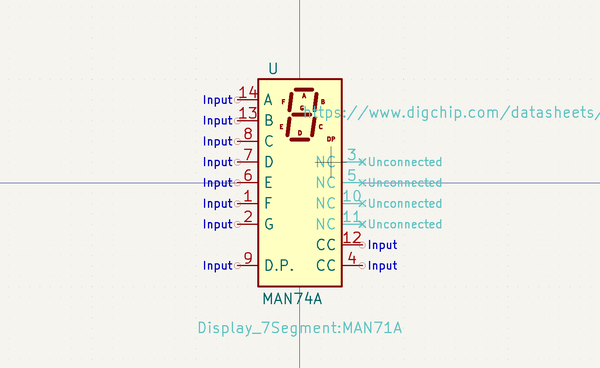 U
Input 14 A
Input 13 B
Input 8 C
Input 7 D
Input 6 E
Input 1 F
Input 2 G
Input 9 D.P.
A
F B
G
E C
D
DP
https://www.digchip.com/datasheets/
NC 3 Unconnected
NC 5 Unconnected
NC 10 Unconnected
NC 11 Unconnected
CC 12 Input
CC 4 Input
MAN74A
Display_7Segment:MAN71A